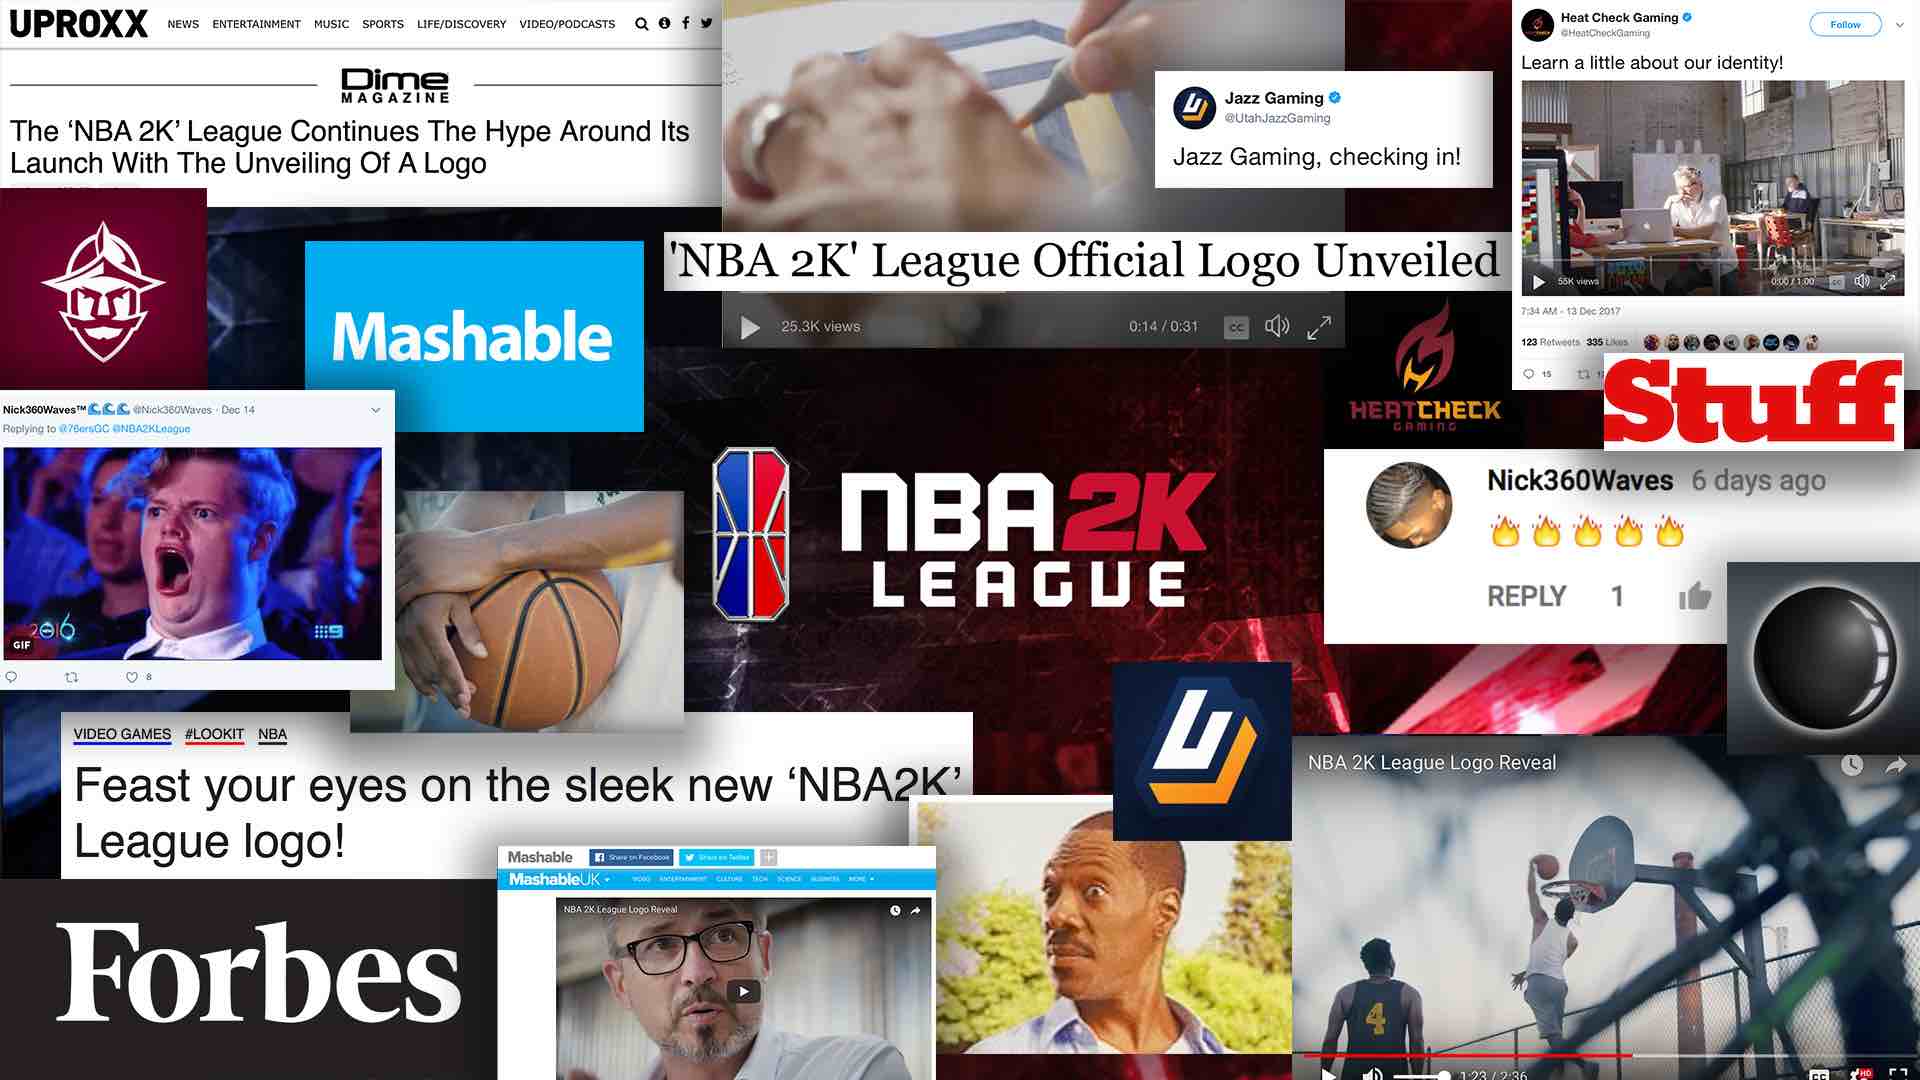 UPROXX
NEWS ENTERTAINMENT MUSIC SPORTS LIFE/DISCOVERY VIDEO/PODCASTS
Dime
MAGAZINE
The ‘NBA 2K’ League Continues The Hype Around Its
Launch With The Unveiling Of A Logo
Jazz Gaming
@UtahJazzGaming
Jazz Gaming, checking in!
Heat Check Gaming
@HeatCheckGaming
Follow
Learn a little about our identity!
55K views
0:00 / 1:00
7:34 AM - 13 Dec 2017
123 Retweets 335 Likes
15
'NBA 2K' League Official Logo Unveiled
25.3K views
0:14 / 0:31
CC
Mashable
HEATCHECK
GAMING
Stuff
Nick360Waves™🌊🌊🌊 @Nick360Waves · Dec 14
Replying to @76ersGC @NBA2KLeague
2016
GIF
8
NBA 2K
LEAGUE
Nick360Waves 6 days ago
🔥🔥🔥🔥🔥
REPLY 1
VIDEO GAMES #LOOKIT NBA
Feast your eyes on the sleek new ‘NBA2K’
League logo!
Forbes
Mashable
Share on Facebook
Share on Twitter
MashableUK
VIDEO ENTERTAINMENT CULTURE TECH SCIENCE BUSINESS MORE
NBA 2K League Logo Reveal
NBA 2K League Logo Reveal
4
1:23 / 2:36
HD